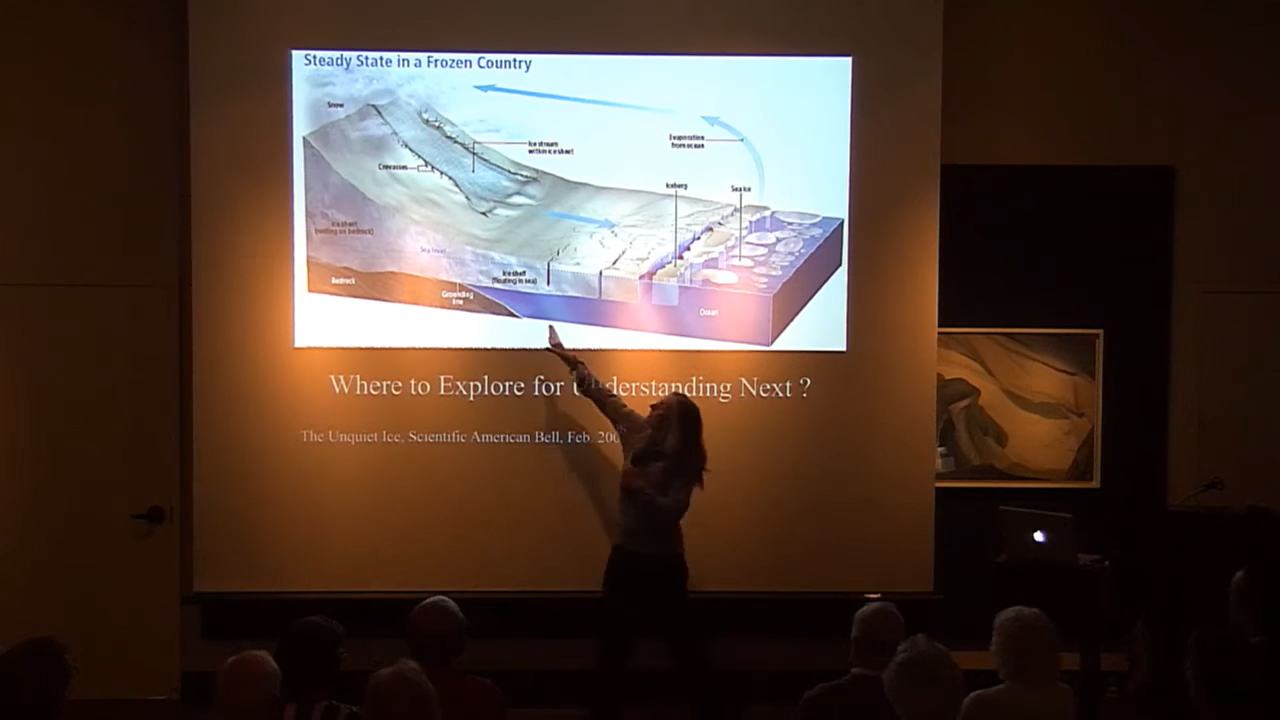 Steady State in a Frozen Country
Snow
Ice stream
within ice sheet
Evaporation
from ocean
Crevasses
Iceberg
Sea ice
Ice sheet
(resting on bedrock)
Sea level
Ice shelf
(floating in sea)
Bedrock
Grounding
line
Ocean
Where to Explore for Understanding Next ?
The Unquiet Ice, Scientific American Bell, Feb.